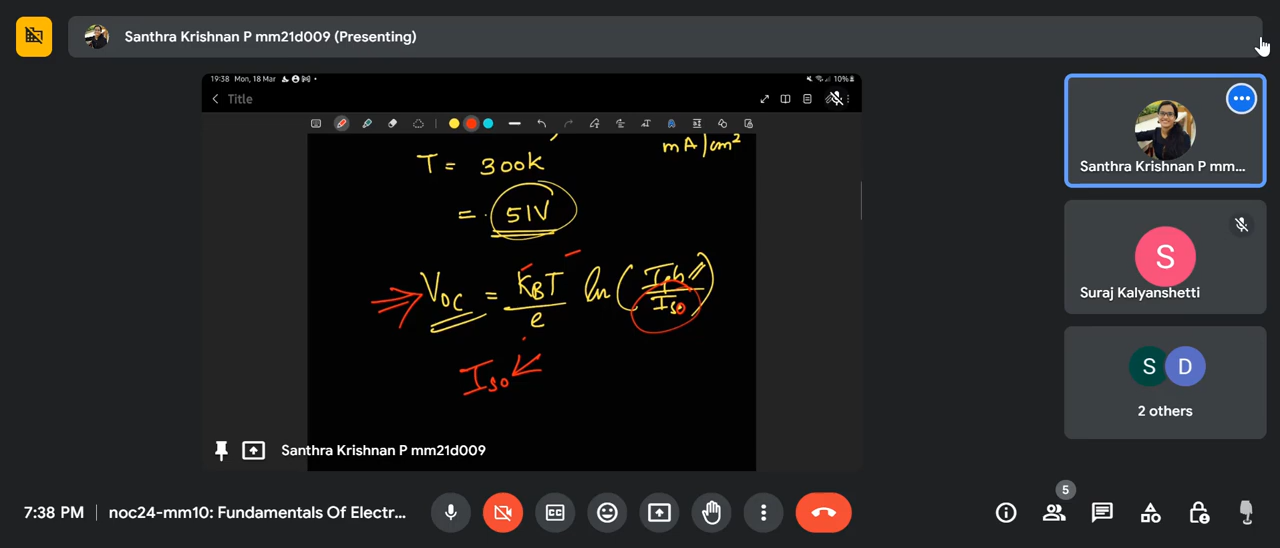 Santhra Krishnan P mm21d009 (Presenting)
19:38 Mon, 18 Mar
10%
Title
mA/cm²
T = 300K
= 51V
Voc = KBT/e ln(Iph/Iso)
Iso
Santhra Krishnan P mm21d009
Santhra Krishnan P mm...
S
Suraj Kalyanshetti
S D
2 others
7:38 PM | noc24-mm10: Fundamentals Of Electr...
5